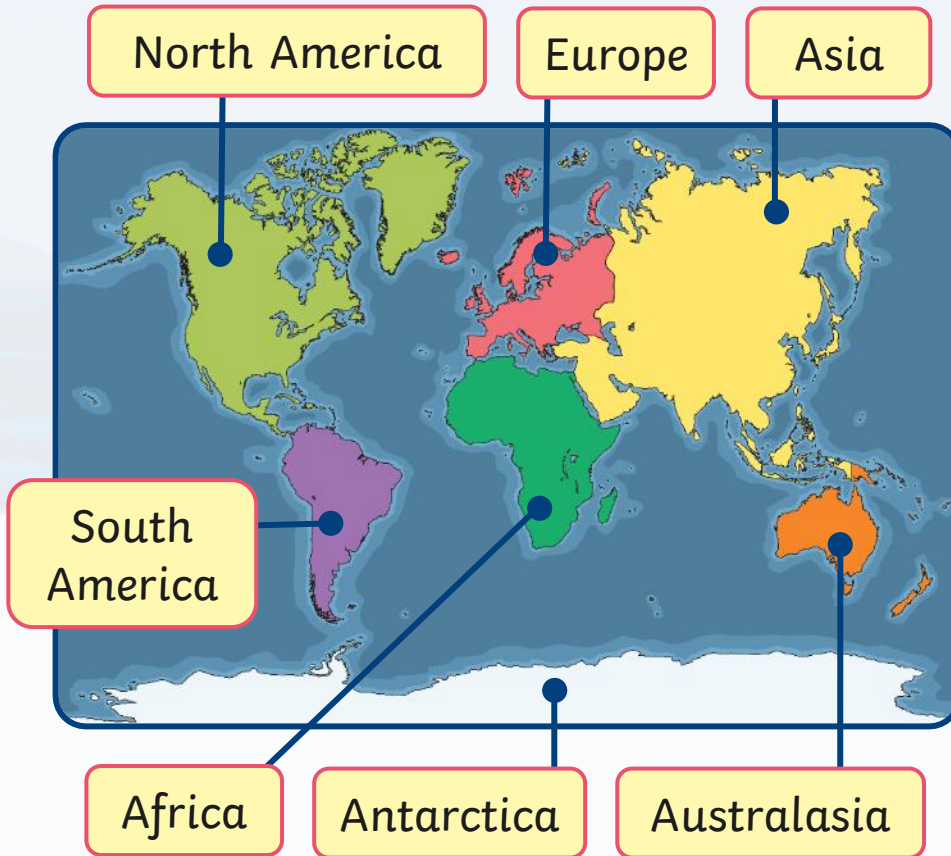 North America
Europe
Asia
South
America
Africa
Antarctica
Australasia